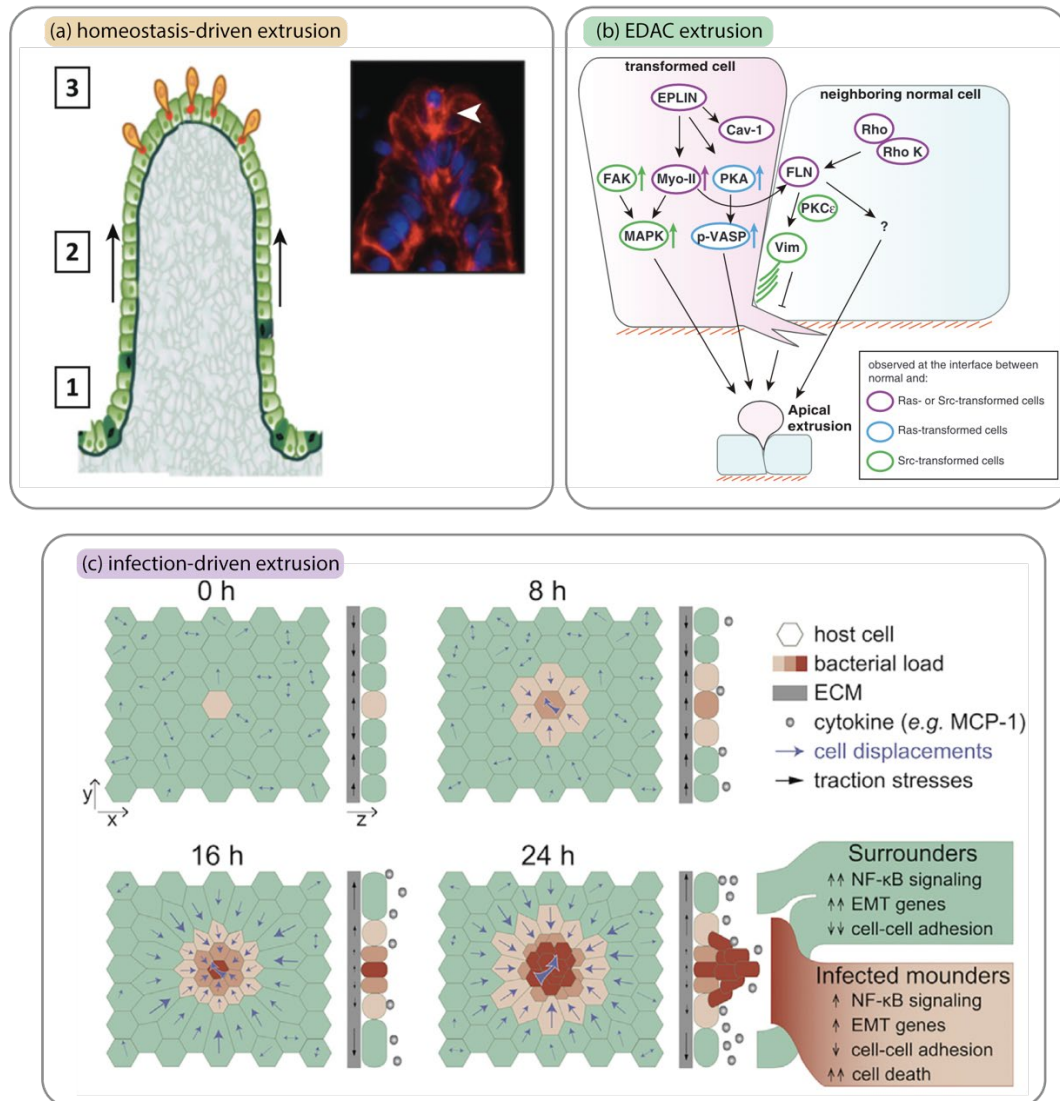 (a) homeostasis-driven extrusion
3
2
1
(b) EDAC extrusion
transformed cell
neighboring normal cell
EPLIN
Cav-1
Rho
Rho K
FAK
Myo-II
PKA
FLN
PKCε
MAPK
p-VASP
Vim
?
Apical
extrusion
observed at the interface between
normal and:
Ras- or Src-transformed cells
Ras-transformed cells
Src-transformed cells
(c) infection-driven extrusion
0 h
8 h
y
x
z
host cell
bacterial load
ECM
cytokine (e.g. MCP-1)
cell displacements
traction stresses
16 h
24 h
Surrounders
↑↑ NF-κB signaling
↑↑ EMT genes
↓↓ cell-cell adhesion
Infected mounders
↑ NF-κB signaling
↑ EMT genes
↓ cell-cell adhesion
↑↑ cell death